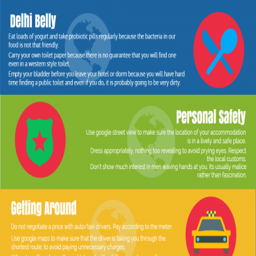 Delhi Belly
Eat loads of yogurt and take probiotic pills regularly because the bacteria in our
food is not that friendly.
Carry your own toilet paper because there is no guarantee that you will find one
even in a western style toilet.
Empty your bladder before you leave your hotel or dorm because you will have hard
time finding a public toilet and even if you do, it is probably going to be very dirty.
Personal Safely
Use google street view to make sure the location of your accommodation
is in a lively and safe place.
Dress appropriately, nothing too revealing to avoid prying eyes. Respect
the local customs.
Don't show much interest in men waving hands at you. Its usually malice
rather than fascination.
Getting Around
Do not negotiate a price with auto/taxi drivers. Pay according to the meter.
Use google maps to make sure that the driver is taking you through the
shortest route, to avoid paying unnecessary charges.